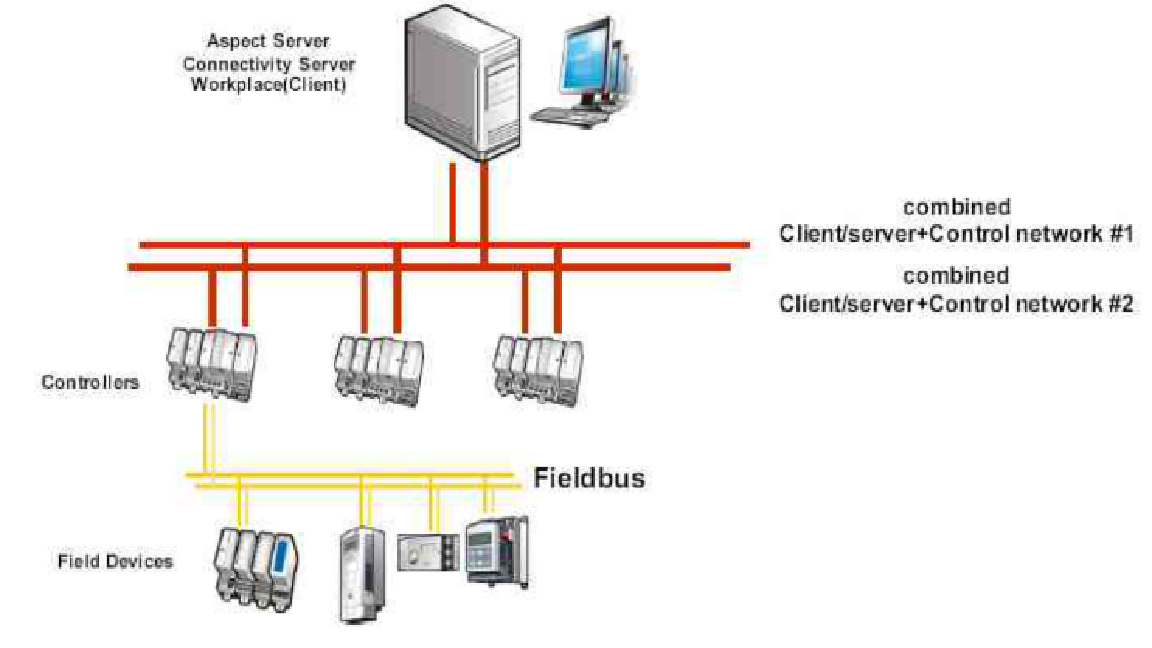 Aspect Server
Connectivity Server
Workplace(Client)
combined
Client/server+Control network #1
combined
Client/server+Control network #2
Controllers
Fieldbus
Field Devices